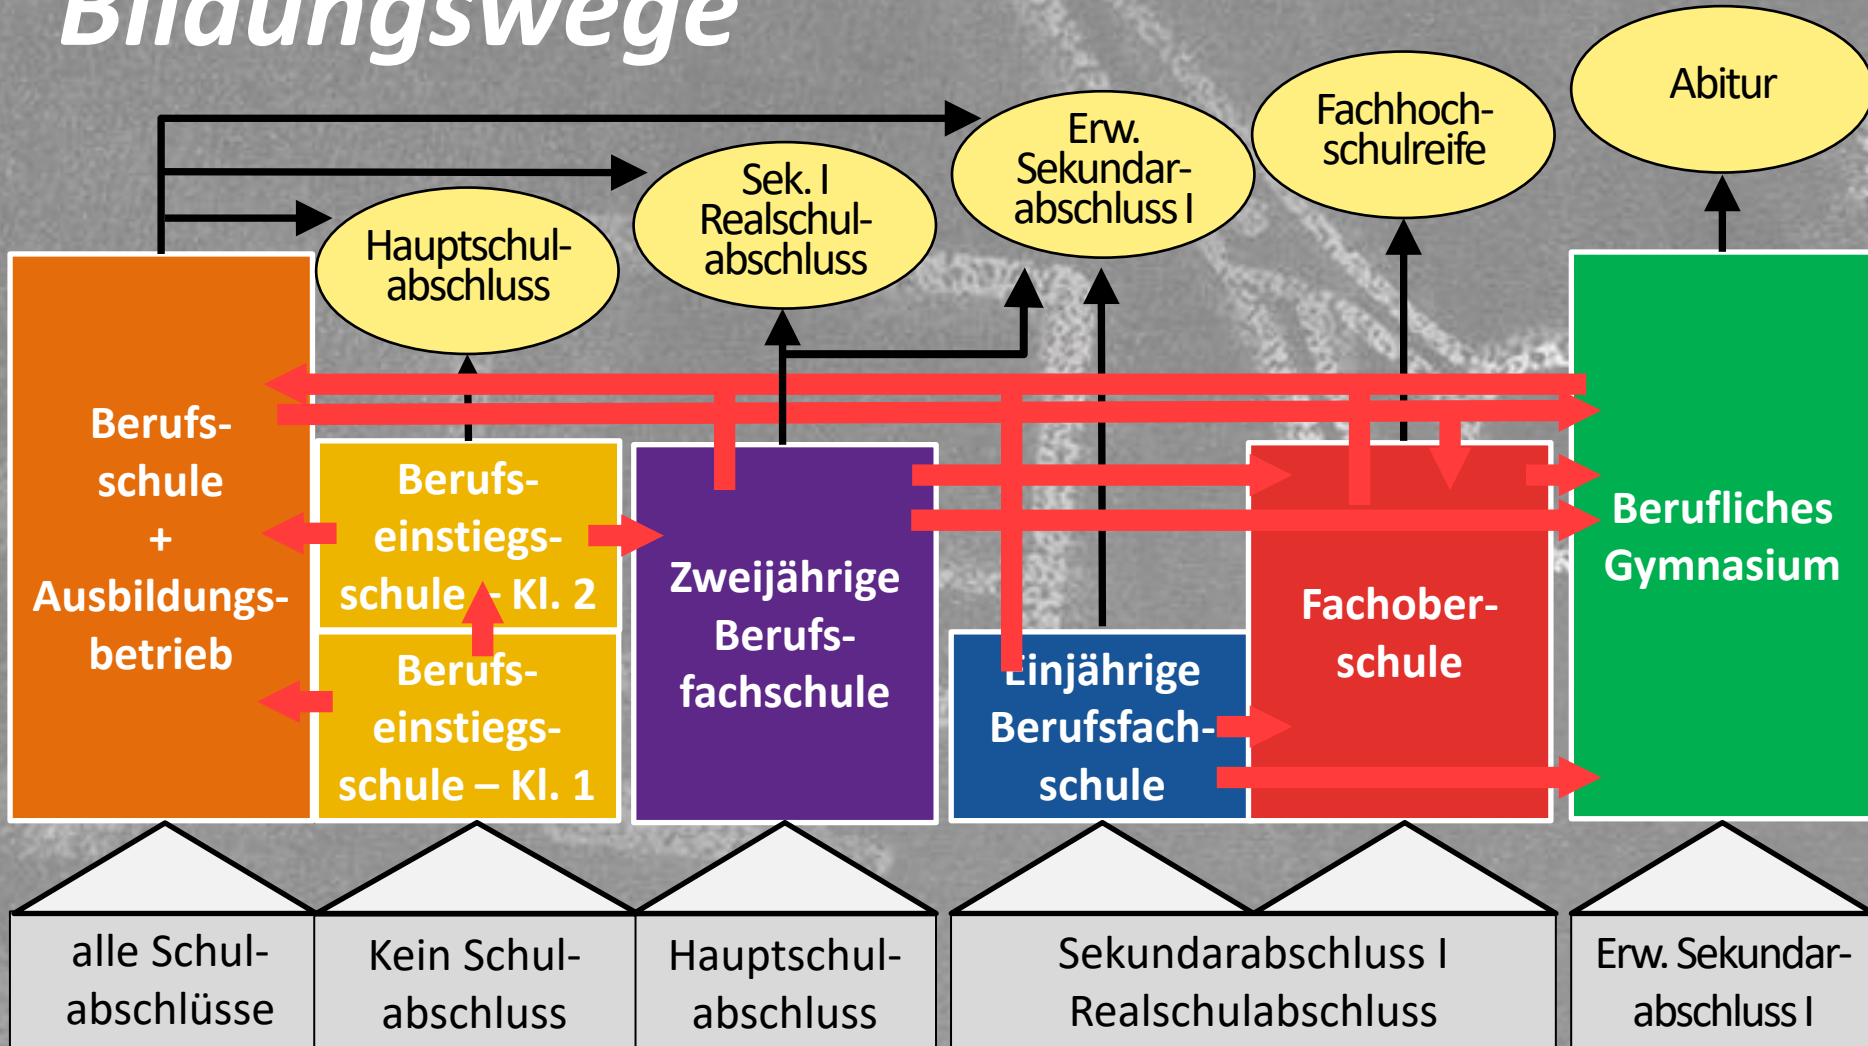 Bildungswege
Abitur
Fachhoch-
schulreife
Erw.
Sekundar-
abschluss I
Sek. I
Realschul-
abschluss
Hauptschul-
abschluss
Berufs-
schule
+
Ausbildungs-
betrieb
Berufs-
einstiegs-
schule – Kl. 2
Berufs-
einstiegs-
schule – Kl. 1
Zweijährige
Berufs-
fachschule
Einjährige
Berufsfach-
schule
Fachober-
schule
Berufliches
Gymnasium
alle Schul-
abschlüsse
Kein Schul-
abschluss
Hauptschul-
abschluss
Sekundarabschluss I
Realschulabschluss
Erw. Sekundar-
abschluss I